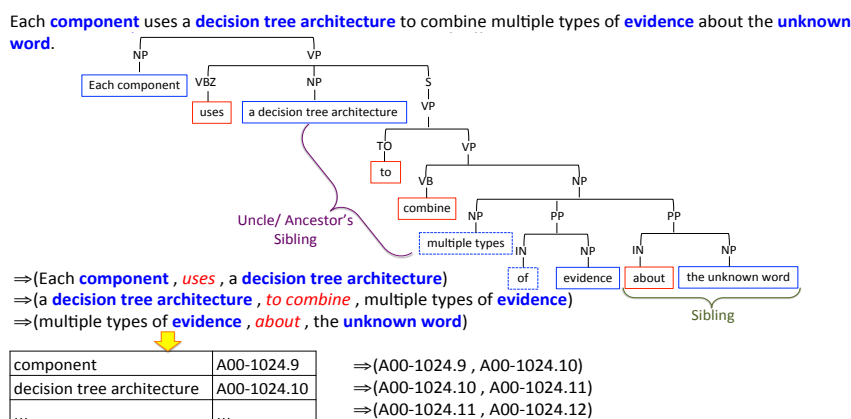 Each component uses a decision tree architecture to combine multiple types of evidence about the unknown
word.
NP VP
Each component VBZ NP S
uses a decision tree architecture VP
TO VP
to
VB NP
combine
NP PP PP
Uncle/ Ancestor's
Sibling
multiple types IN NP IN NP
of evidence about the unknown word
Sibling
⇒(Each component , uses , a decision tree architecture)
⇒(a decision tree architecture , to combine , multiple types of evidence)
⇒(multiple types of evidence , about , the unknown word)
component A00-1024.9
decision tree architecture A00-1024.10
... ...
⇒(A00-1024.9 , A00-1024.10)
⇒(A00-1024.10 , A00-1024.11)
⇒(A00-1024.11 , A00-1024.12)